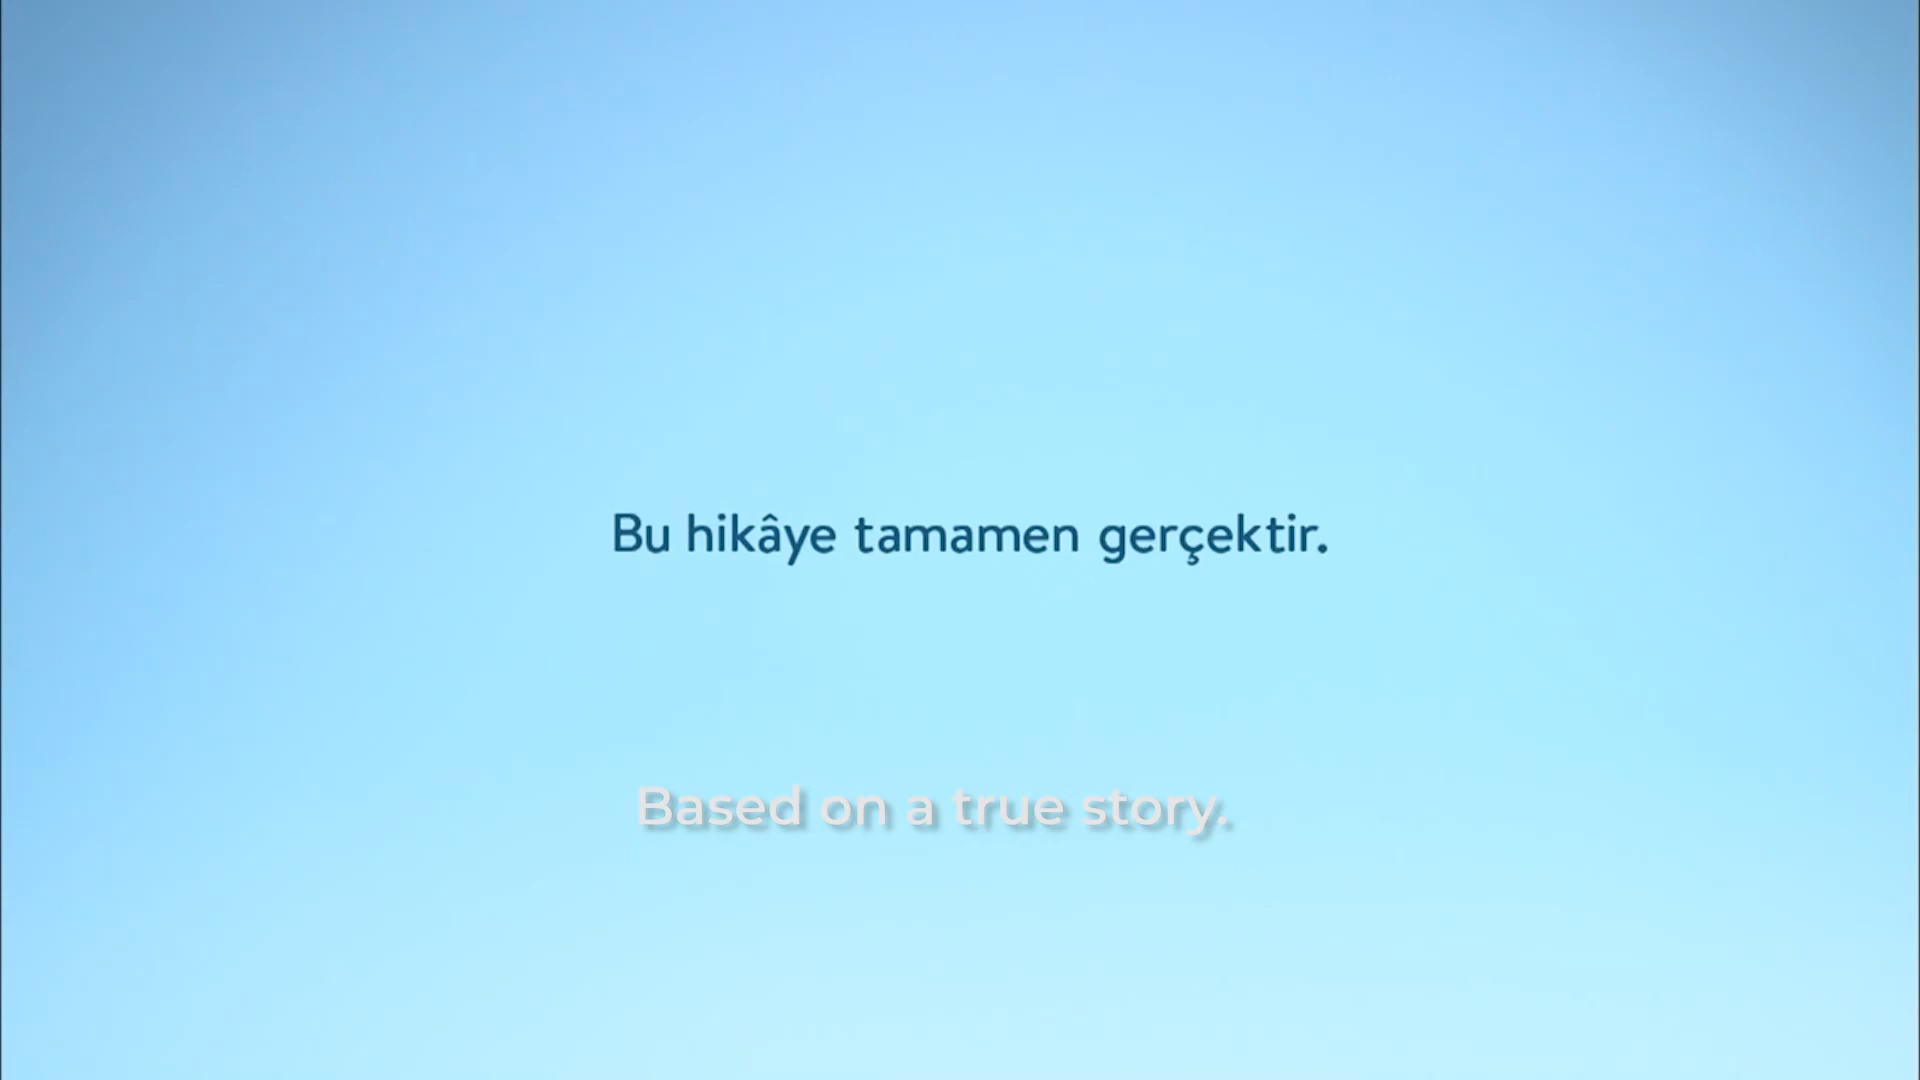 Bu hikâye tamamen gerçektir.
Based on a true story.